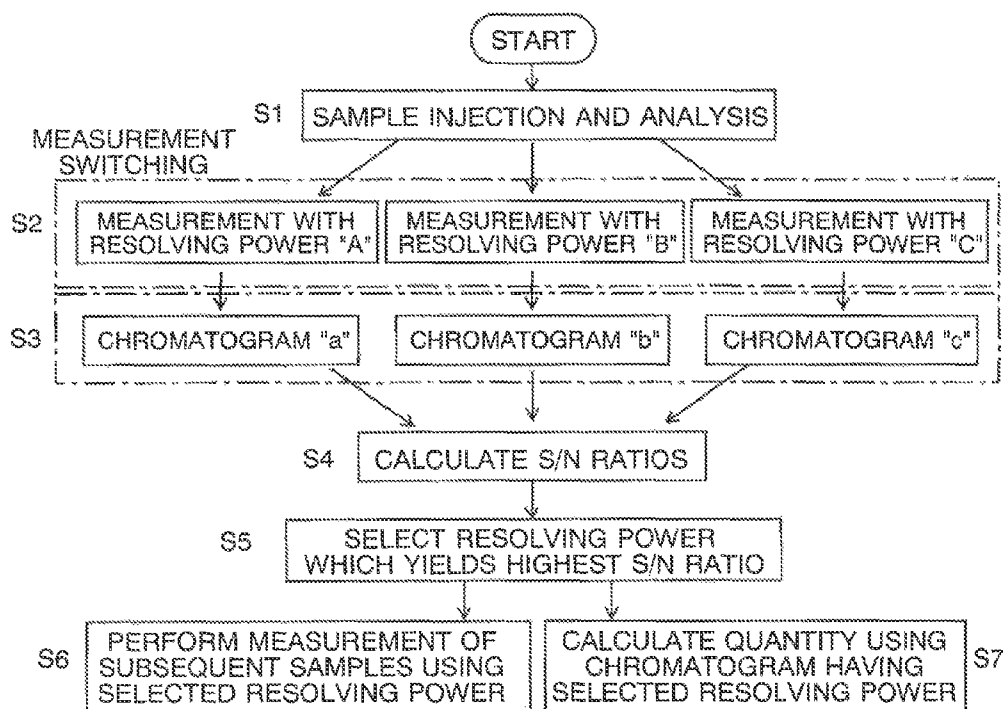 START
S1
SAMPLE INJECTION AND ANALYSIS
MEASUREMENT
SWITCHING
S2
MEASUREMENT WITH
RESOLVING POWER "A"
MEASUREMENT WITH
RESOLVING POWER "B"
MEASUREMENT WITH
RESOLVING POWER "C"
S3
CHROMATOGRAM "a"
CHROMATOGRAM "b"
CHROMATOGRAM "c"
S4
CALCULATE S/N RATIOS
S5
SELECT RESOLVING POWER
WHICH YIELDS HIGHEST S/N RATIO
S6
PERFORM MEASUREMENT OF
SUBSEQUENT SAMPLES USING
SELECTED RESOLVING POWER
CALCULATE QUANTITY USING
CHROMATOGRAM HAVING
SELECTED RESOLVING POWER
S7